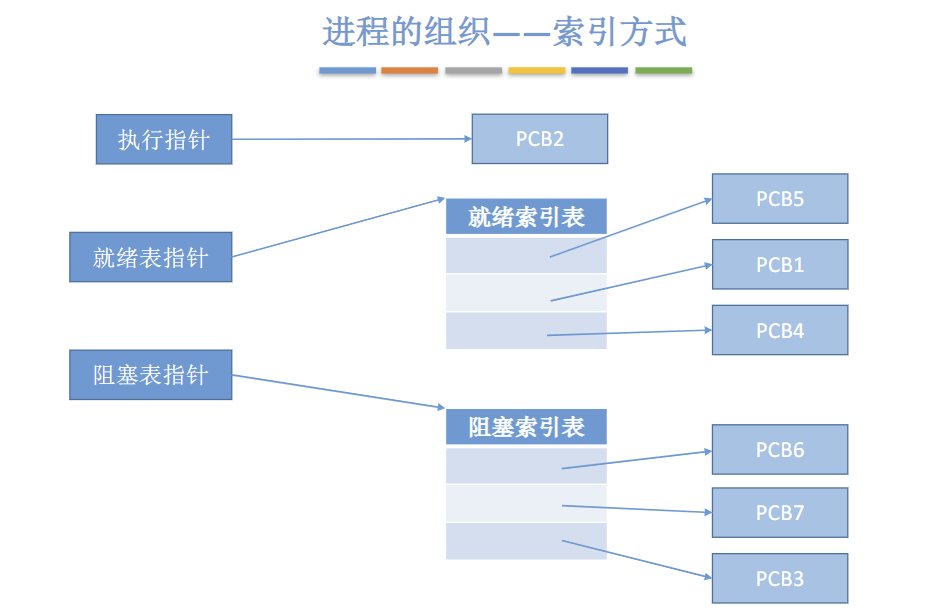 进程的组织——索引方式
执行指针
PCB2
就绪表指针
就绪索引表
PCB5
PCB1
PCB4
阻塞表指针
阻塞索引表
PCB6
PCB7
PCB3